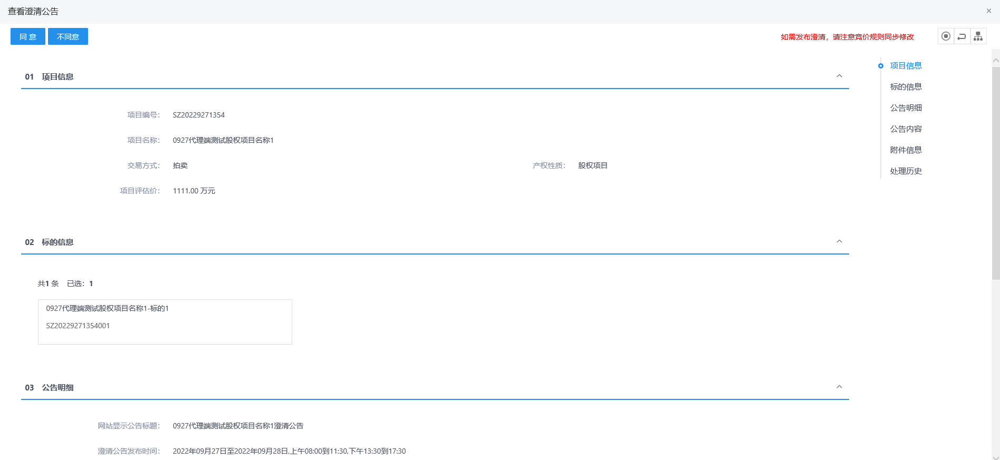 查看澄清公告
×
同 意
不同意
如需发布澄清，请注意竞价规则同步修改
01 项目信息
项目编号： SZ20229271354
项目名称： 0927代理端测试股权项目名称1
交易方式： 拍卖
产权性质： 股权项目
项目评估价： 1111.00 万元
02 标的信息
共1 条 已选：1
0927代理端测试股权项目名称1-标的1
SZ20229271354001
03 公告明细
网站显示公告标题： 0927代理端测试股权项目名称1澄清公告
澄清公告发布时间： 2022年09月27日至2022年09月28日,上午08:00到11:30,下午13:30到17:30
项目信息
标的信息
公告明细
公告内容
附件信息
处理历史